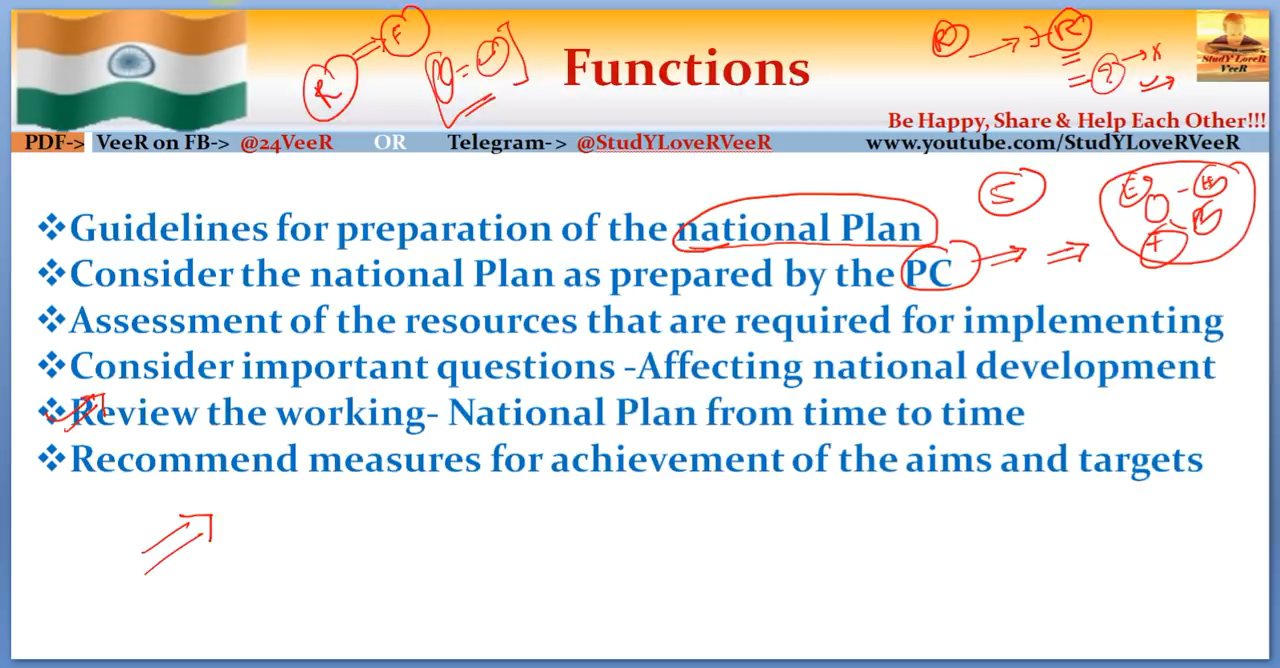 Functions
StudY LoveR
VeeR
Be Happy, Share & Help Each Other!!!
PDF-> VeeR on FB-> @24VeeR OR Telegram-> @StudYLoveRVeeR www.youtube.com/StudYLoveRVeeR
❖Guidelines for preparation of the national Plan
❖Consider the national Plan as prepared by the PC
❖Assessment of the resources that are required for implementing
❖Consider important questions -Affecting national development
❖Review the working- National Plan from time to time
❖Recommend measures for achievement of the aims and targets